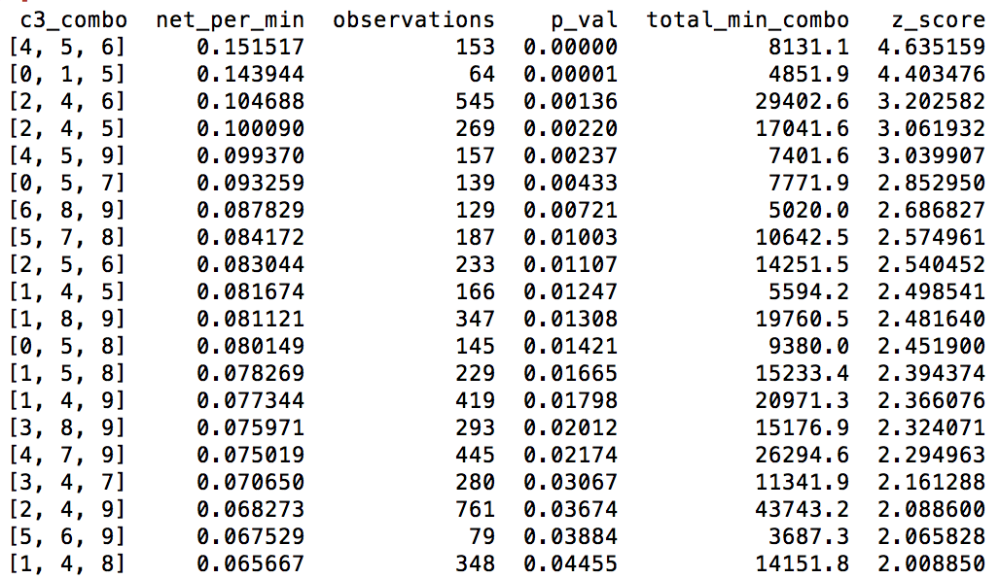 c3_combo net_per_min observations p_val total_min_combo z_score
[4, 5, 6] 0.151517 153 0.00000 8131.1 4.635159
[0, 1, 5] 0.143944 64 0.00001 4851.9 4.403476
[2, 4, 6] 0.104688 545 0.00136 29402.6 3.202582
[2, 4, 5] 0.100090 269 0.00220 17041.6 3.061932
[4, 5, 9] 0.099370 157 0.00237 7401.6 3.039907
[0, 5, 7] 0.093259 139 0.00433 7771.9 2.852950
[6, 8, 9] 0.087829 129 0.00721 5020.0 2.686827
[5, 7, 8] 0.084172 187 0.01003 10642.5 2.574961
[2, 5, 6] 0.083044 233 0.01107 14251.5 2.540452
[1, 4, 5] 0.081674 166 0.01247 5594.2 2.498541
[1, 8, 9] 0.081121 347 0.01308 19760.5 2.481640
[0, 5, 8] 0.080149 145 0.01421 9380.0 2.451900
[1, 5, 8] 0.078269 229 0.01665 15233.4 2.394374
[1, 4, 9] 0.077344 419 0.01798 20971.3 2.366076
[3, 8, 9] 0.075971 293 0.02012 15176.9 2.324071
[4, 7, 9] 0.075019 445 0.02174 26294.6 2.294963
[3, 4, 7] 0.070650 280 0.03067 11341.9 2.161288
[2, 4, 9] 0.068273 761 0.03674 43743.2 2.088600
[5, 6, 9] 0.067529 79 0.03884 3687.3 2.065828
[1, 4, 8] 0.065667 348 0.04455 14151.8 2.008850